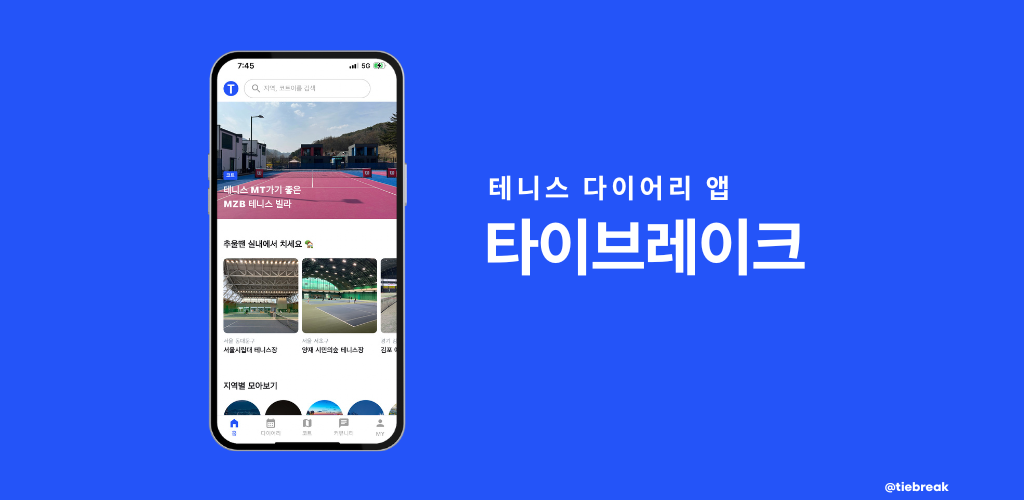 7:45
5G
T
지역, 코트이름 검색
코트
테니스 MT가기 좋은
MZB 테니스 빌라
추울땐 실내에서 치세요
서울 동대문구
서울 서초구
경기 김
서울시립대 테니스장
양재 시민의숲 테니스장
김포
지역별 모아보기
홈
다이어리
코트
커뮤니티
MY
테니스 다이어리 앱
타이브레이크
@tiebreak